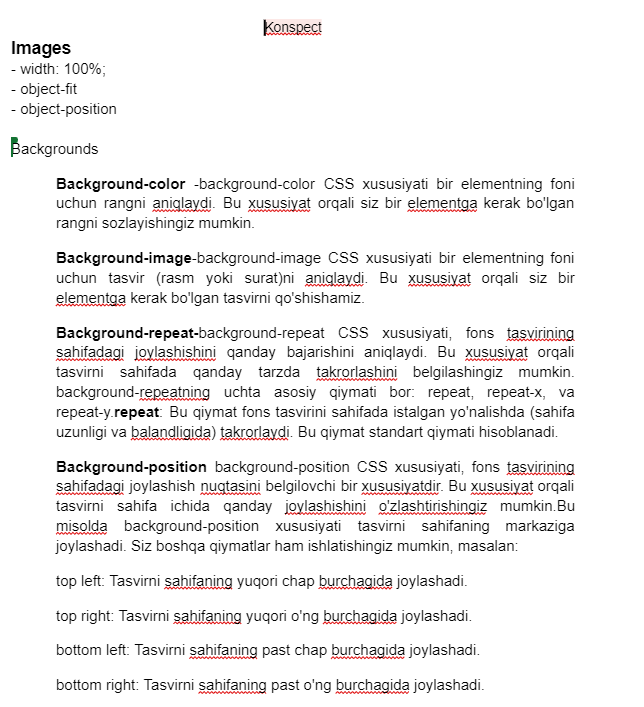 Konspect
Images
- width: 100%;
- object-fit
- object-position
Backgrounds
Background-color -background-color CSS xususiyati bir elementning foni
uchun rangni aniqlaydi. Bu xususiyat orqali siz bir elementga kerak bo'lgan
rangni sozlayishingiz mumkin.
Background-image-background-image CSS xususiyati bir elementning foni
uchun tasvir (rasm yoki surat)ni aniqlaydi. Bu xususiyat orqali siz bir
elementga kerak bo'lgan tasvirni qo'shishamiz.
Background-repeat-background-repeat CSS xususiyati, fons tasvirining
sahifadagi joylashishini qanday bajarishini aniqlaydi. Bu xususiyat orqali
tasvirni sahifada qanday tarzda takrorlashini belgilashingiz mumkin.
background-repeatning uchta asosiy qiymati bor: repeat, repeat-x, va
repeat-y.repeat: Bu qiymat fons tasvirini sahifada istalgan yo'nalishda (sahifa
uzunligi va balandligida) takrorlaydi. Bu qiymat standart qiymati hisoblanadi.
Background-position background-position CSS xususiyati, fons tasvirining
sahifadagi joylashish nuqtasini belgilovchi bir xususiyatdir. Bu xususiyat orqali
tasvirni sahifa ichida qanday joylashishini o'zlashtirishingiz mumkin.Bu
misolda background-position xususiyati tasvirni sahifaning markaziga
joylashadi. Siz boshqa qiymatlar ham ishlatishingiz mumkin, masalan:
top left: Tasvirni sahifaning yuqori chap burchagida joylashadi.
top right: Tasvirni sahifaning yuqori o'ng burchagida joylashadi.
bottom left: Tasvirni sahifaning past chap burchagida joylashadi.
bottom right: Tasvirni sahifaning past o'ng burchagida joylashadi.